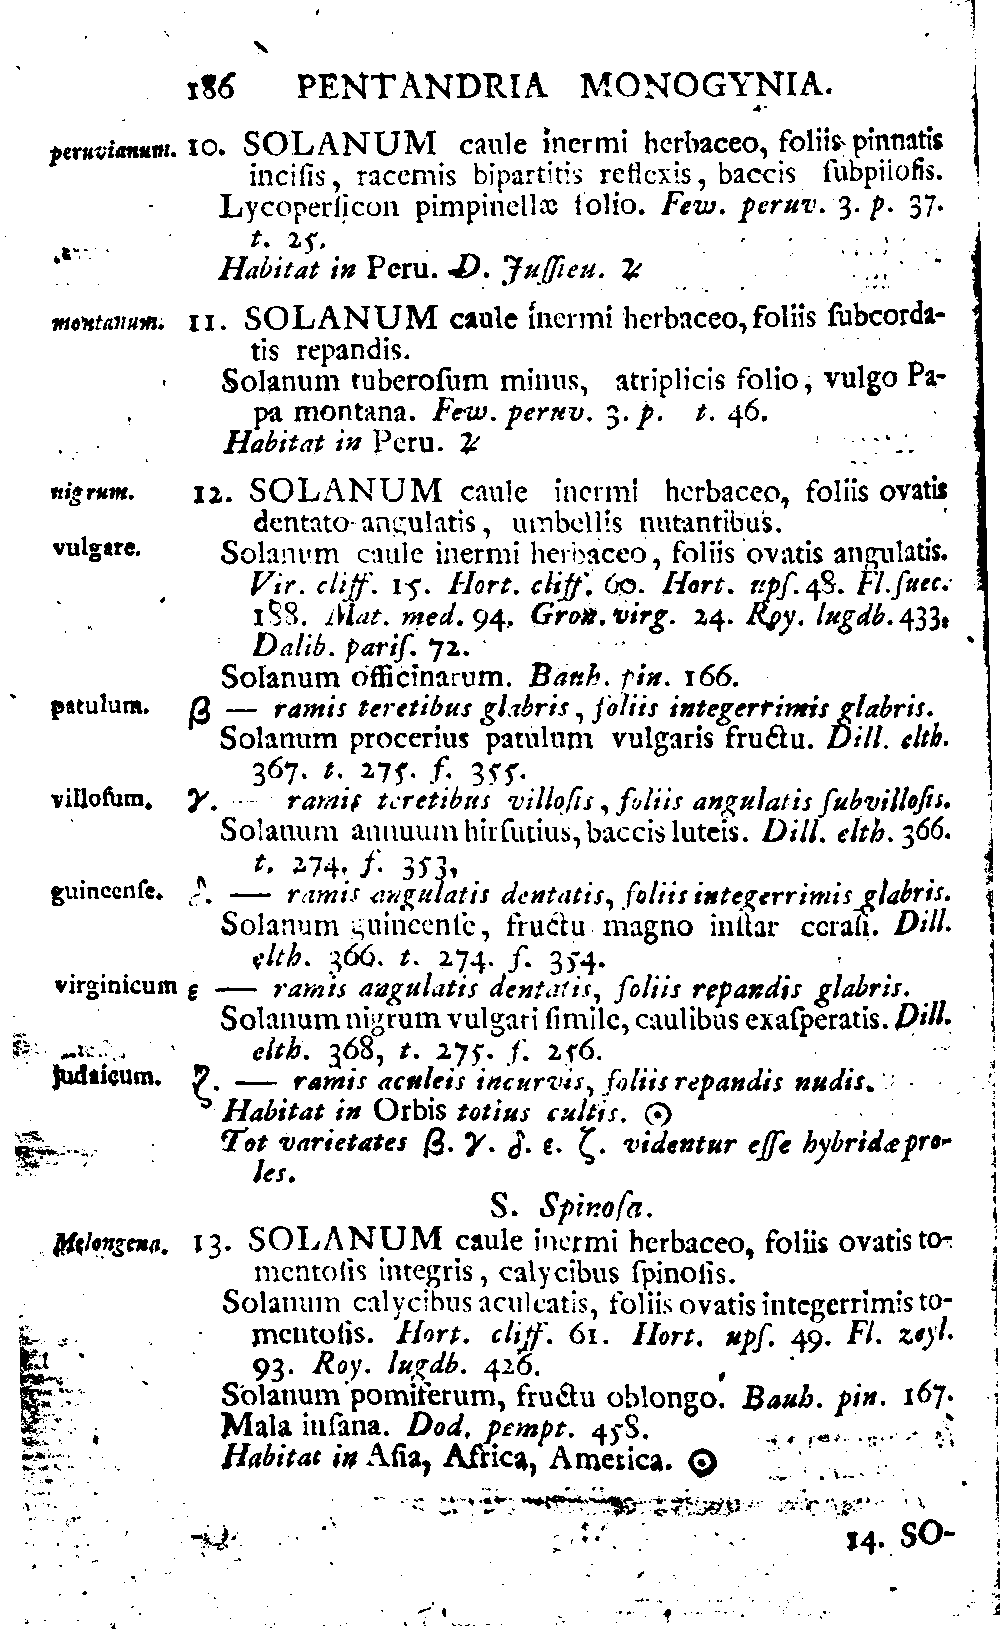 186 PENTANDRIA MONOGYNIA.
peruvianum. 10. SOLANUM caule inermi herbaceo, foliis pinnatis
inciſis, racemis bipartitis reflexis, baccis ſubpiloſis.
Lycoperſicon pimpinellæ folio. Few. peruv. 3. p. 37.
t. 25.
Habitat in Peru. D. Juſſieu. ♃
montanum. 11. SOLANUM caule inermi herbaceo, foliis ſubcorda-
tis repandis.
Solanum tuberoſum minus, atriplicis folio, vulgo Pa-
pa montana. Few. peruv. 3. p. t. 46.
Habitat in Peru. ♃
nigrum. 12. SOLANUM caule inermi herbaceo, foliis ovatis
dentato-angulatis, umbellis nutantibus.
vulgare. Solanum caule inermi herbaceo, foliis ovatis angulatis.
Vir. cliff. 15. Hort. cliff. 60. Hort. upſ. 48. Fl. ſuec.
188. Mat. med. 94. Gron. virg. 24. Roy. lugdb. 433.
Dalib. pariſ. 72.
Solanum officinarum. Bauh. pin. 166.
patulum. β — ramis teretibus glabris, foliis integerrimis glabris.
Solanum procerius patulum vulgaris fructu. Dill. elth.
367. t. 275. f. 355.
villoſum. γ. — ramis teretibus villoſis, foliis angulatis ſubvilloſis.
Solanum annuum hirſutius, baccis luteis. Dill. elth. 366.
t. 274. f. 353.
guineenſe. δ. — ramis angulatis dentatis, foliis integerrimis glabris.
Solanum guineenſe, fructu magno inſtar ceraſi. Dill.
elth. 366. t. 274. f. 354.
virginicum ε — ramis angulatis dentatis, foliis repandis glabris.
Solanum nigrum vulgari ſimile, caulibus exaſperatis. Dill.
elth. 368, t. 275. f. 256.
judaicum. ζ. — ramis aculeis incurvis, foliis repandis nudis.
Habitat in Orbis totius cultis. ☉
Tot varietates β. γ. δ. ε. ζ. videntur eſſe hybridæ pro-
les.
S. Spinoſa.
Melongena. 13. SOLANUM caule inermi herbaceo, foliis ovatis to-
mentoſis integris, calycibus ſpinoſis.
Solanum calycibus aculeatis, foliis ovatis integerrimis to-
mentoſis. Hort. cliff. 61. Hort. upſ. 49. Fl. zeyl.
93. Roy. lugdb. 426.
Solanum pomiferum, fructu oblongo. Bauh. pin. 167.
Mala inſana. Dod. pempt. 458.
Habitat in Aſia, Africa, America. ☉
14. SO-